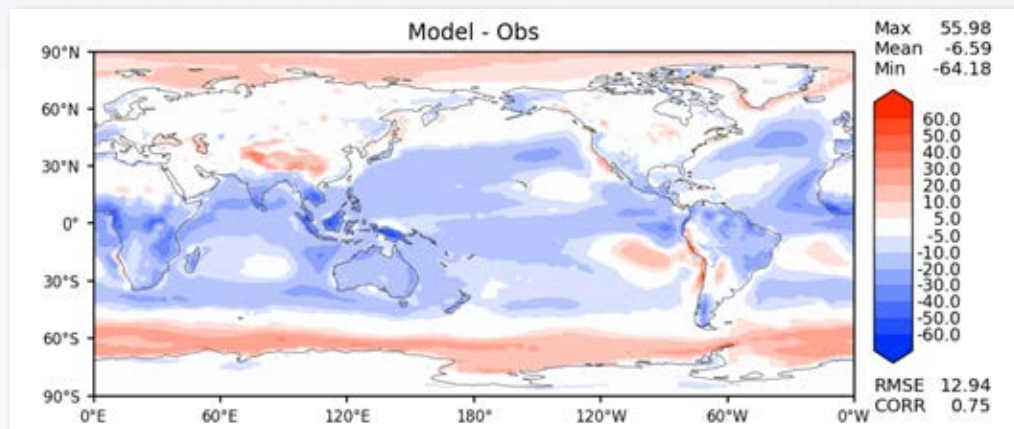 Model - Obs
Max 55.98
Mean -6.59
Min -64.18
90°N
60°N
30°N
0°
30°S
60°S
90°S
0°E
60°E
120°E
180°
120°W
60°W
0°W
60.0
50.0
40.0
30.0
20.0
10.0
5.0
-5.0
-10.0
-20.0
-30.0
-40.0
-50.0
-60.0
RMSE 12.94
CORR 0.75